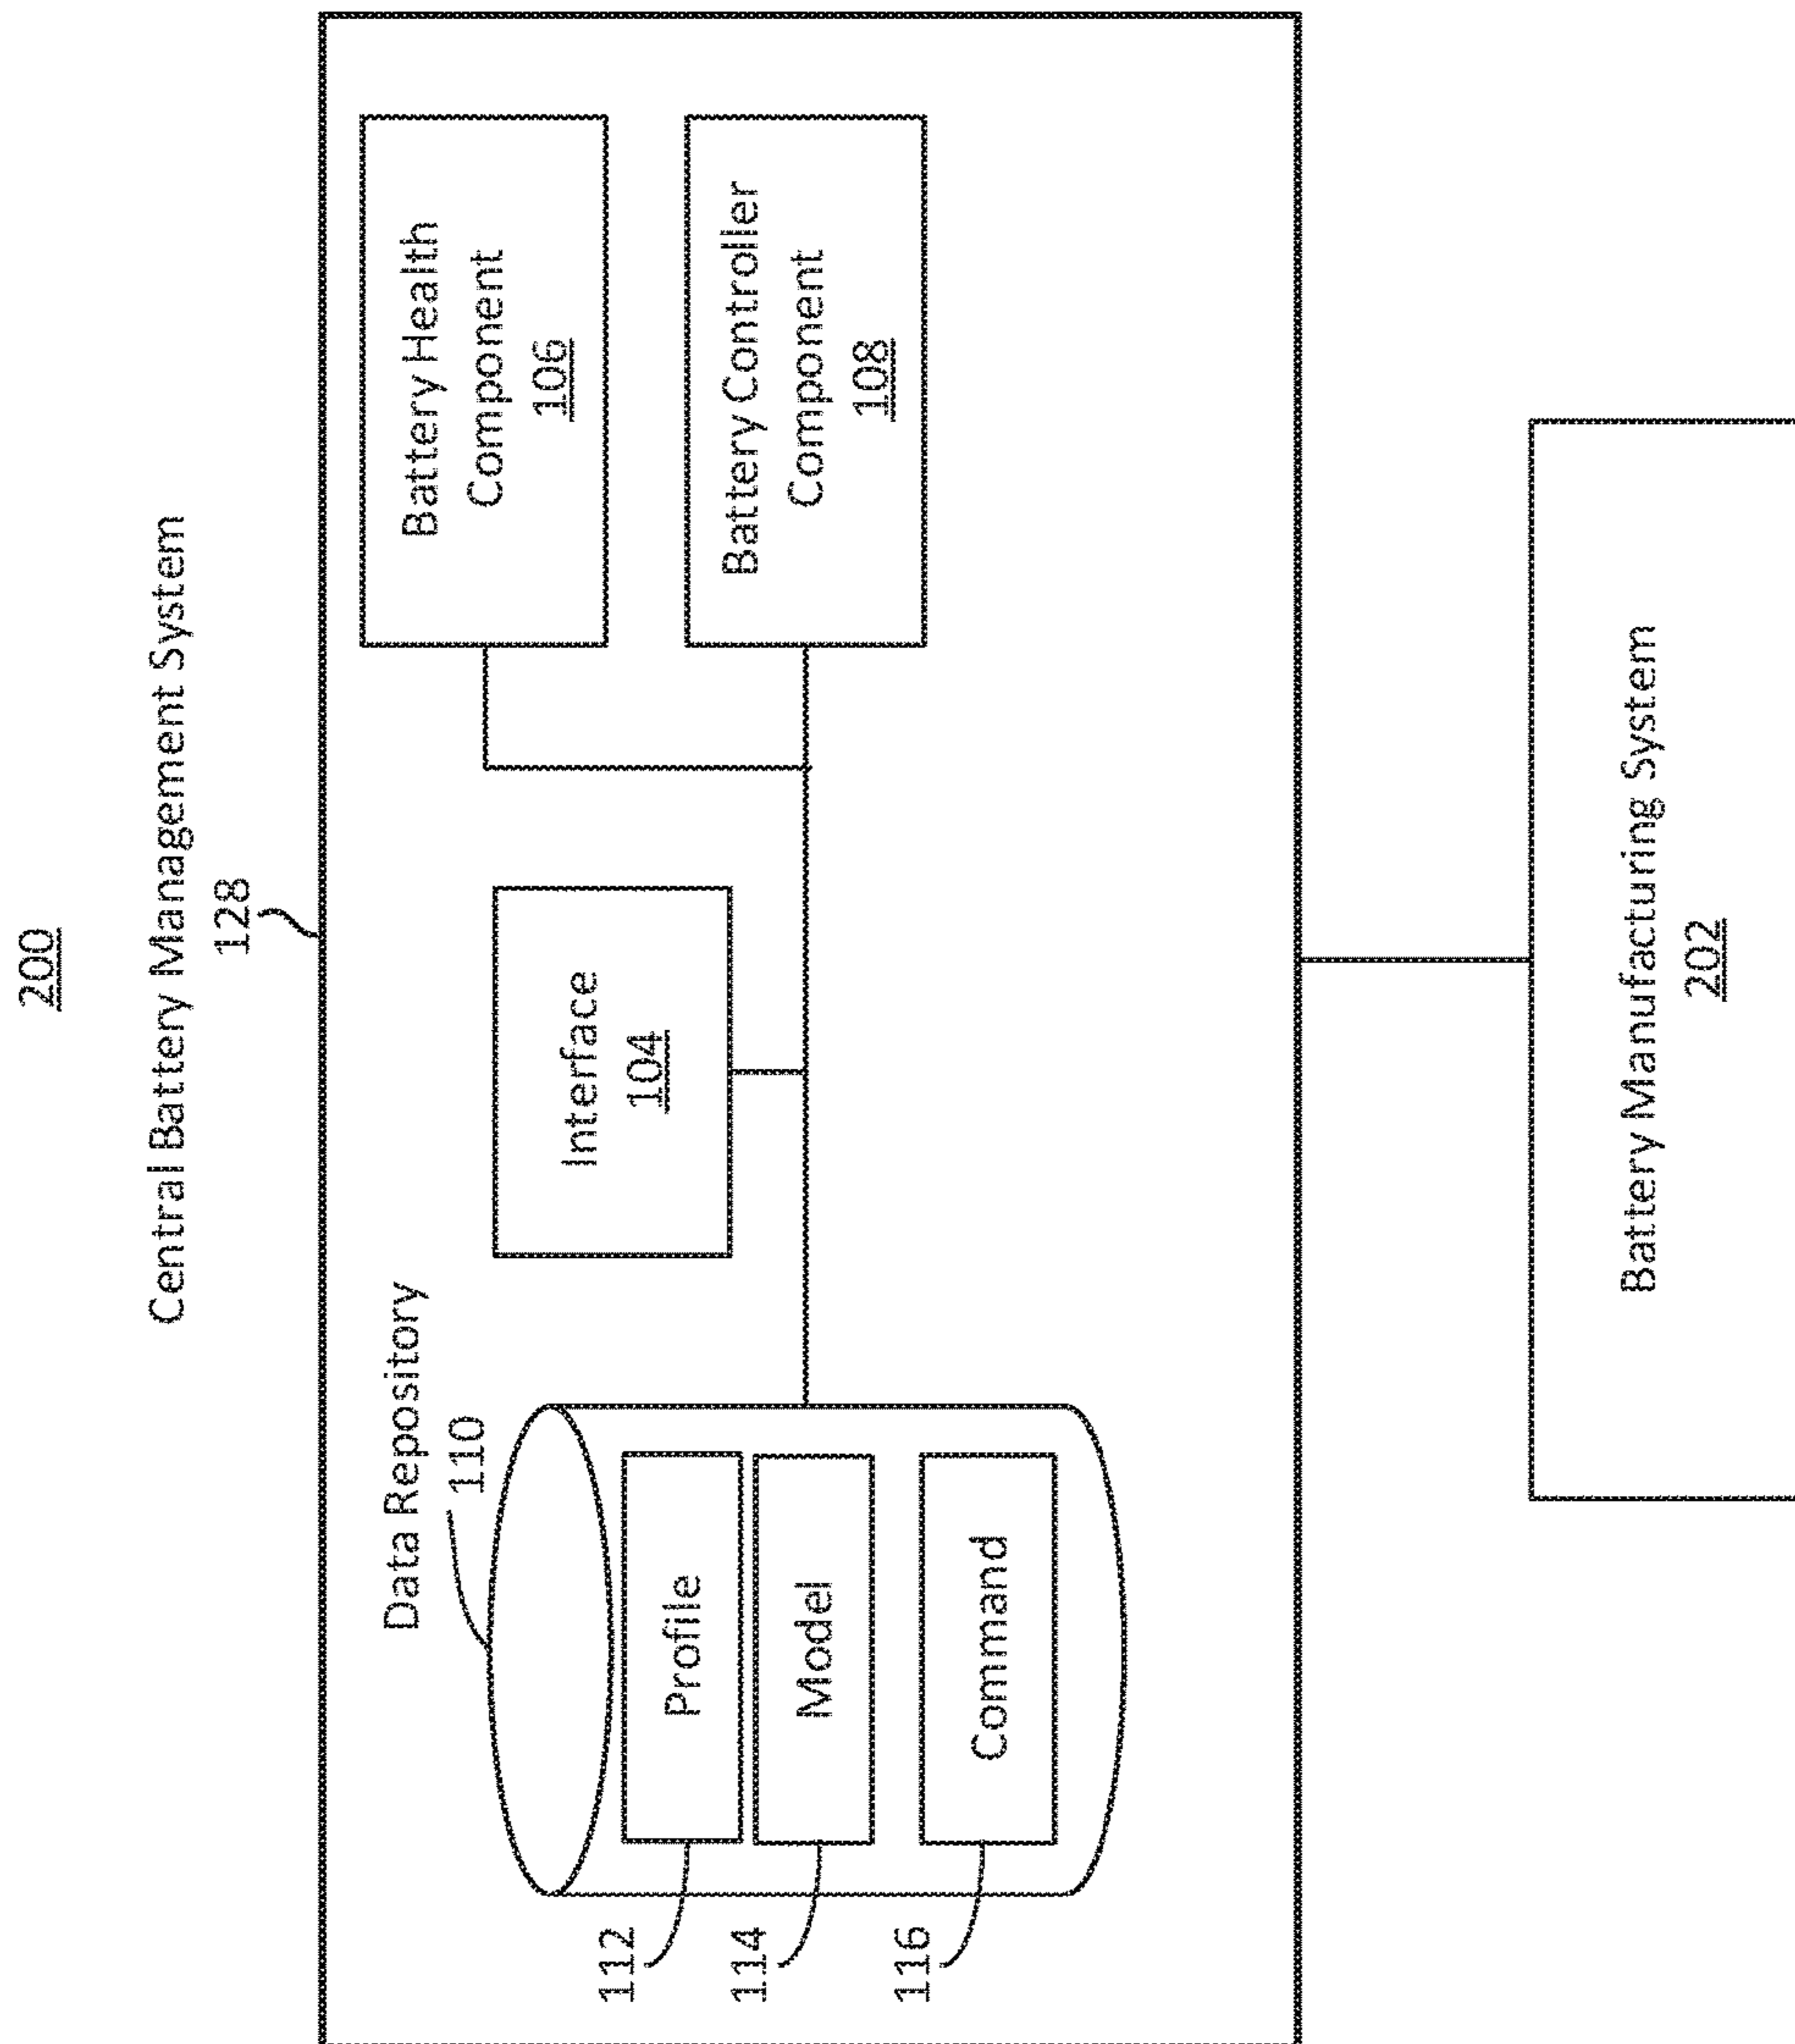 200
Central Battery Management System
128
Data Repository
110
Profile
Model
Command
112
114
116
Interface
104
Battery Health
Component
106
Battery Controller
Component
108
Battery Manufacturing System
202